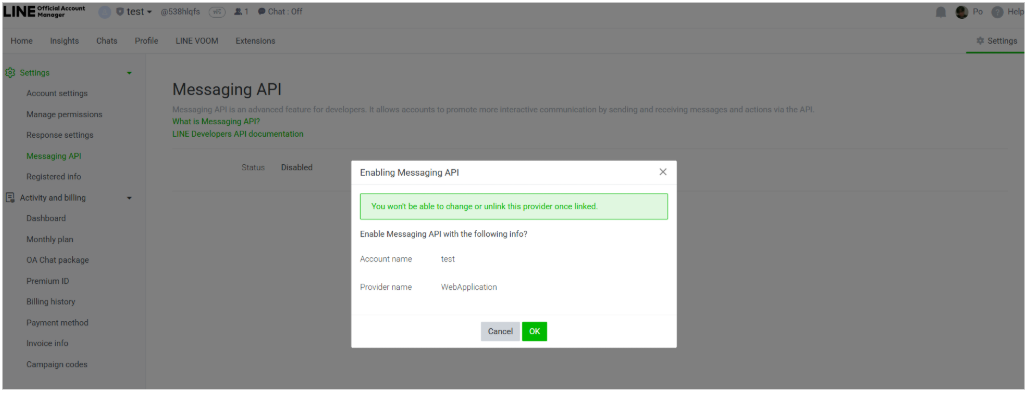 LINE Official Account Manager
test
@538hlqfs
1
Chat : Off
Po
Help
Home
Insights
Chats
Profile
LINE VOOM
Extensions
Settings
Settings
Account settings
Manage permissions
Response settings
Messaging API
Registered info
Activity and billing
Dashboard
Monthly plan
OA Chat package
Premium ID
Billing history
Payment method
Invoice info
Campaign codes
Messaging API
Messaging API is an advanced feature for developers. It allows accounts to promote more interactive communication by sending and receiving messages and actions via the API.
What is Messaging API?
LINE Developers API documentation
Status Disabled
Enabling Messaging API
You won't be able to change or unlink this provider once linked.
Enable Messaging API with the following info?
Account name test
Provider name WebApplication
Cancel OK